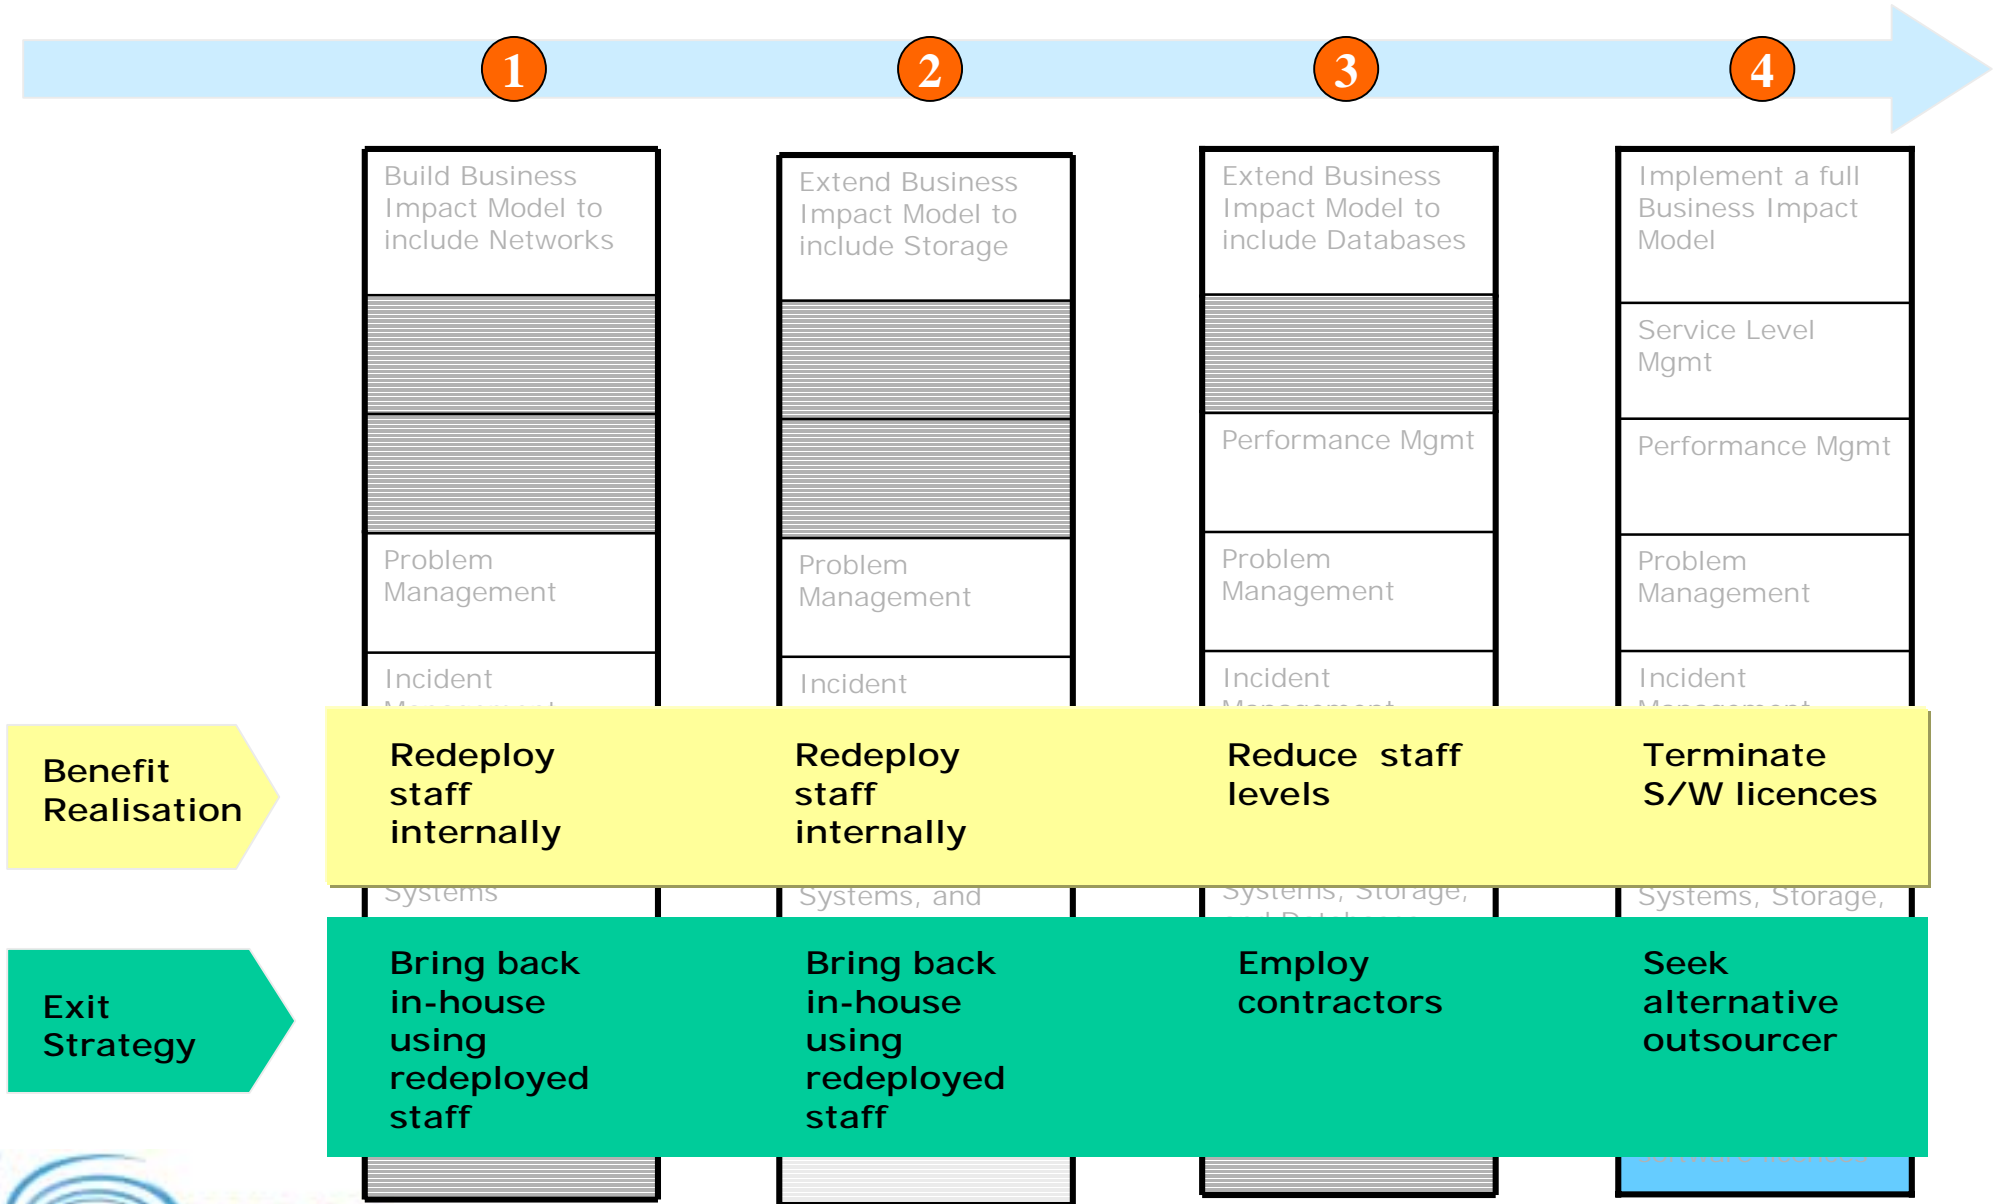 1
2
3
4
Build Business
Impact Model to
include Networks
Extend Business
Impact Model to
include Storage
Extend Business
Impact Model to
include Databases
Implement a full
Business Impact
Model
Service Level
Mgmt
Performance Mgmt
Performance Mgmt
Problem
Management
Problem
Management
Problem
Management
Problem
Management
Incident
Incident
Incident
Management
Incident
Management
Benefit
Realisation
Redeploy
staff
internally
Redeploy
staff
internally
Reduce staff
levels
Terminate
S/W licences
Systems
Systems, and
Systems, Storage,
Systems, Storage,
Exit
Strategy
Bring back
in-house
using
redeployed
staff
Bring back
in-house
using
redeployed
staff
Employ
contractors
Seek
alternative
outsourcer